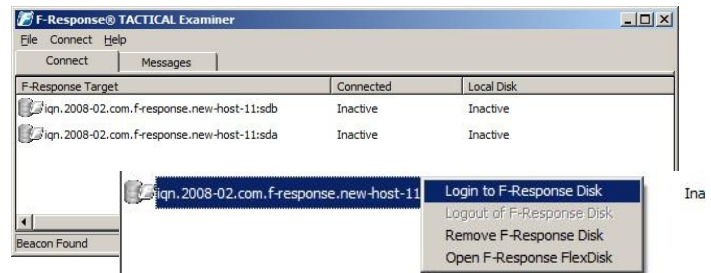 F-Response® TACTICAL Examiner
File Connect Help
Connect Messages
F-Response Target Connected Local Disk
iqn.2008-02.com.f-response.new-host-11:sdb Inactive Inactive
iqn.2008-02.com.f-response.new-host-11:sda Inactive Inactive
iqn.2008-02.com.f-response.new-host-11 Login to F-Response Disk Ina
Logout of F-Response Disk
Remove F-Response Disk
Open F-Response FlexDisk
Beacon Found